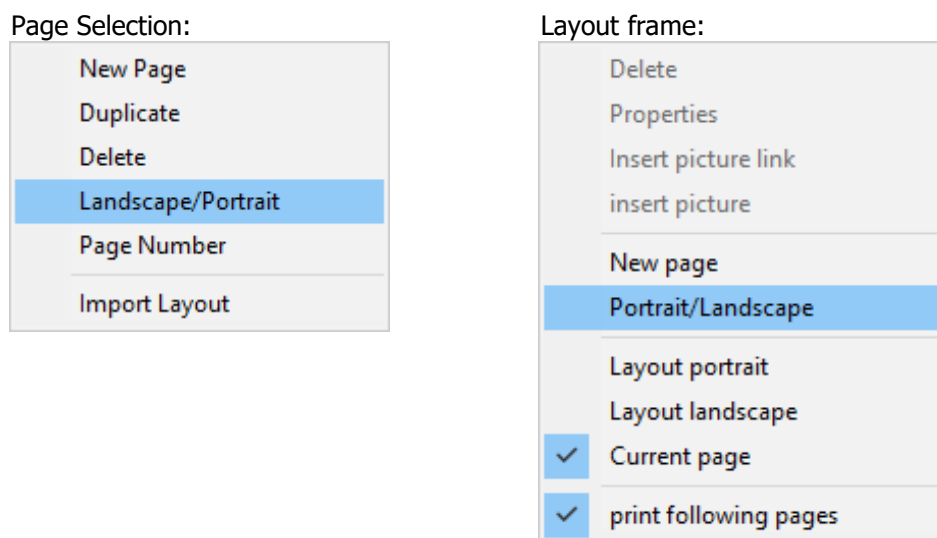 Page Selection:
New Page
Duplicate
Delete
Landscape/Portrait
Page Number
Import Layout
Layout frame:
Delete
Properties
Insert picture link
insert picture
New page
Portrait/Landscape
Layout portrait
Layout landscape
Current page
print following pages